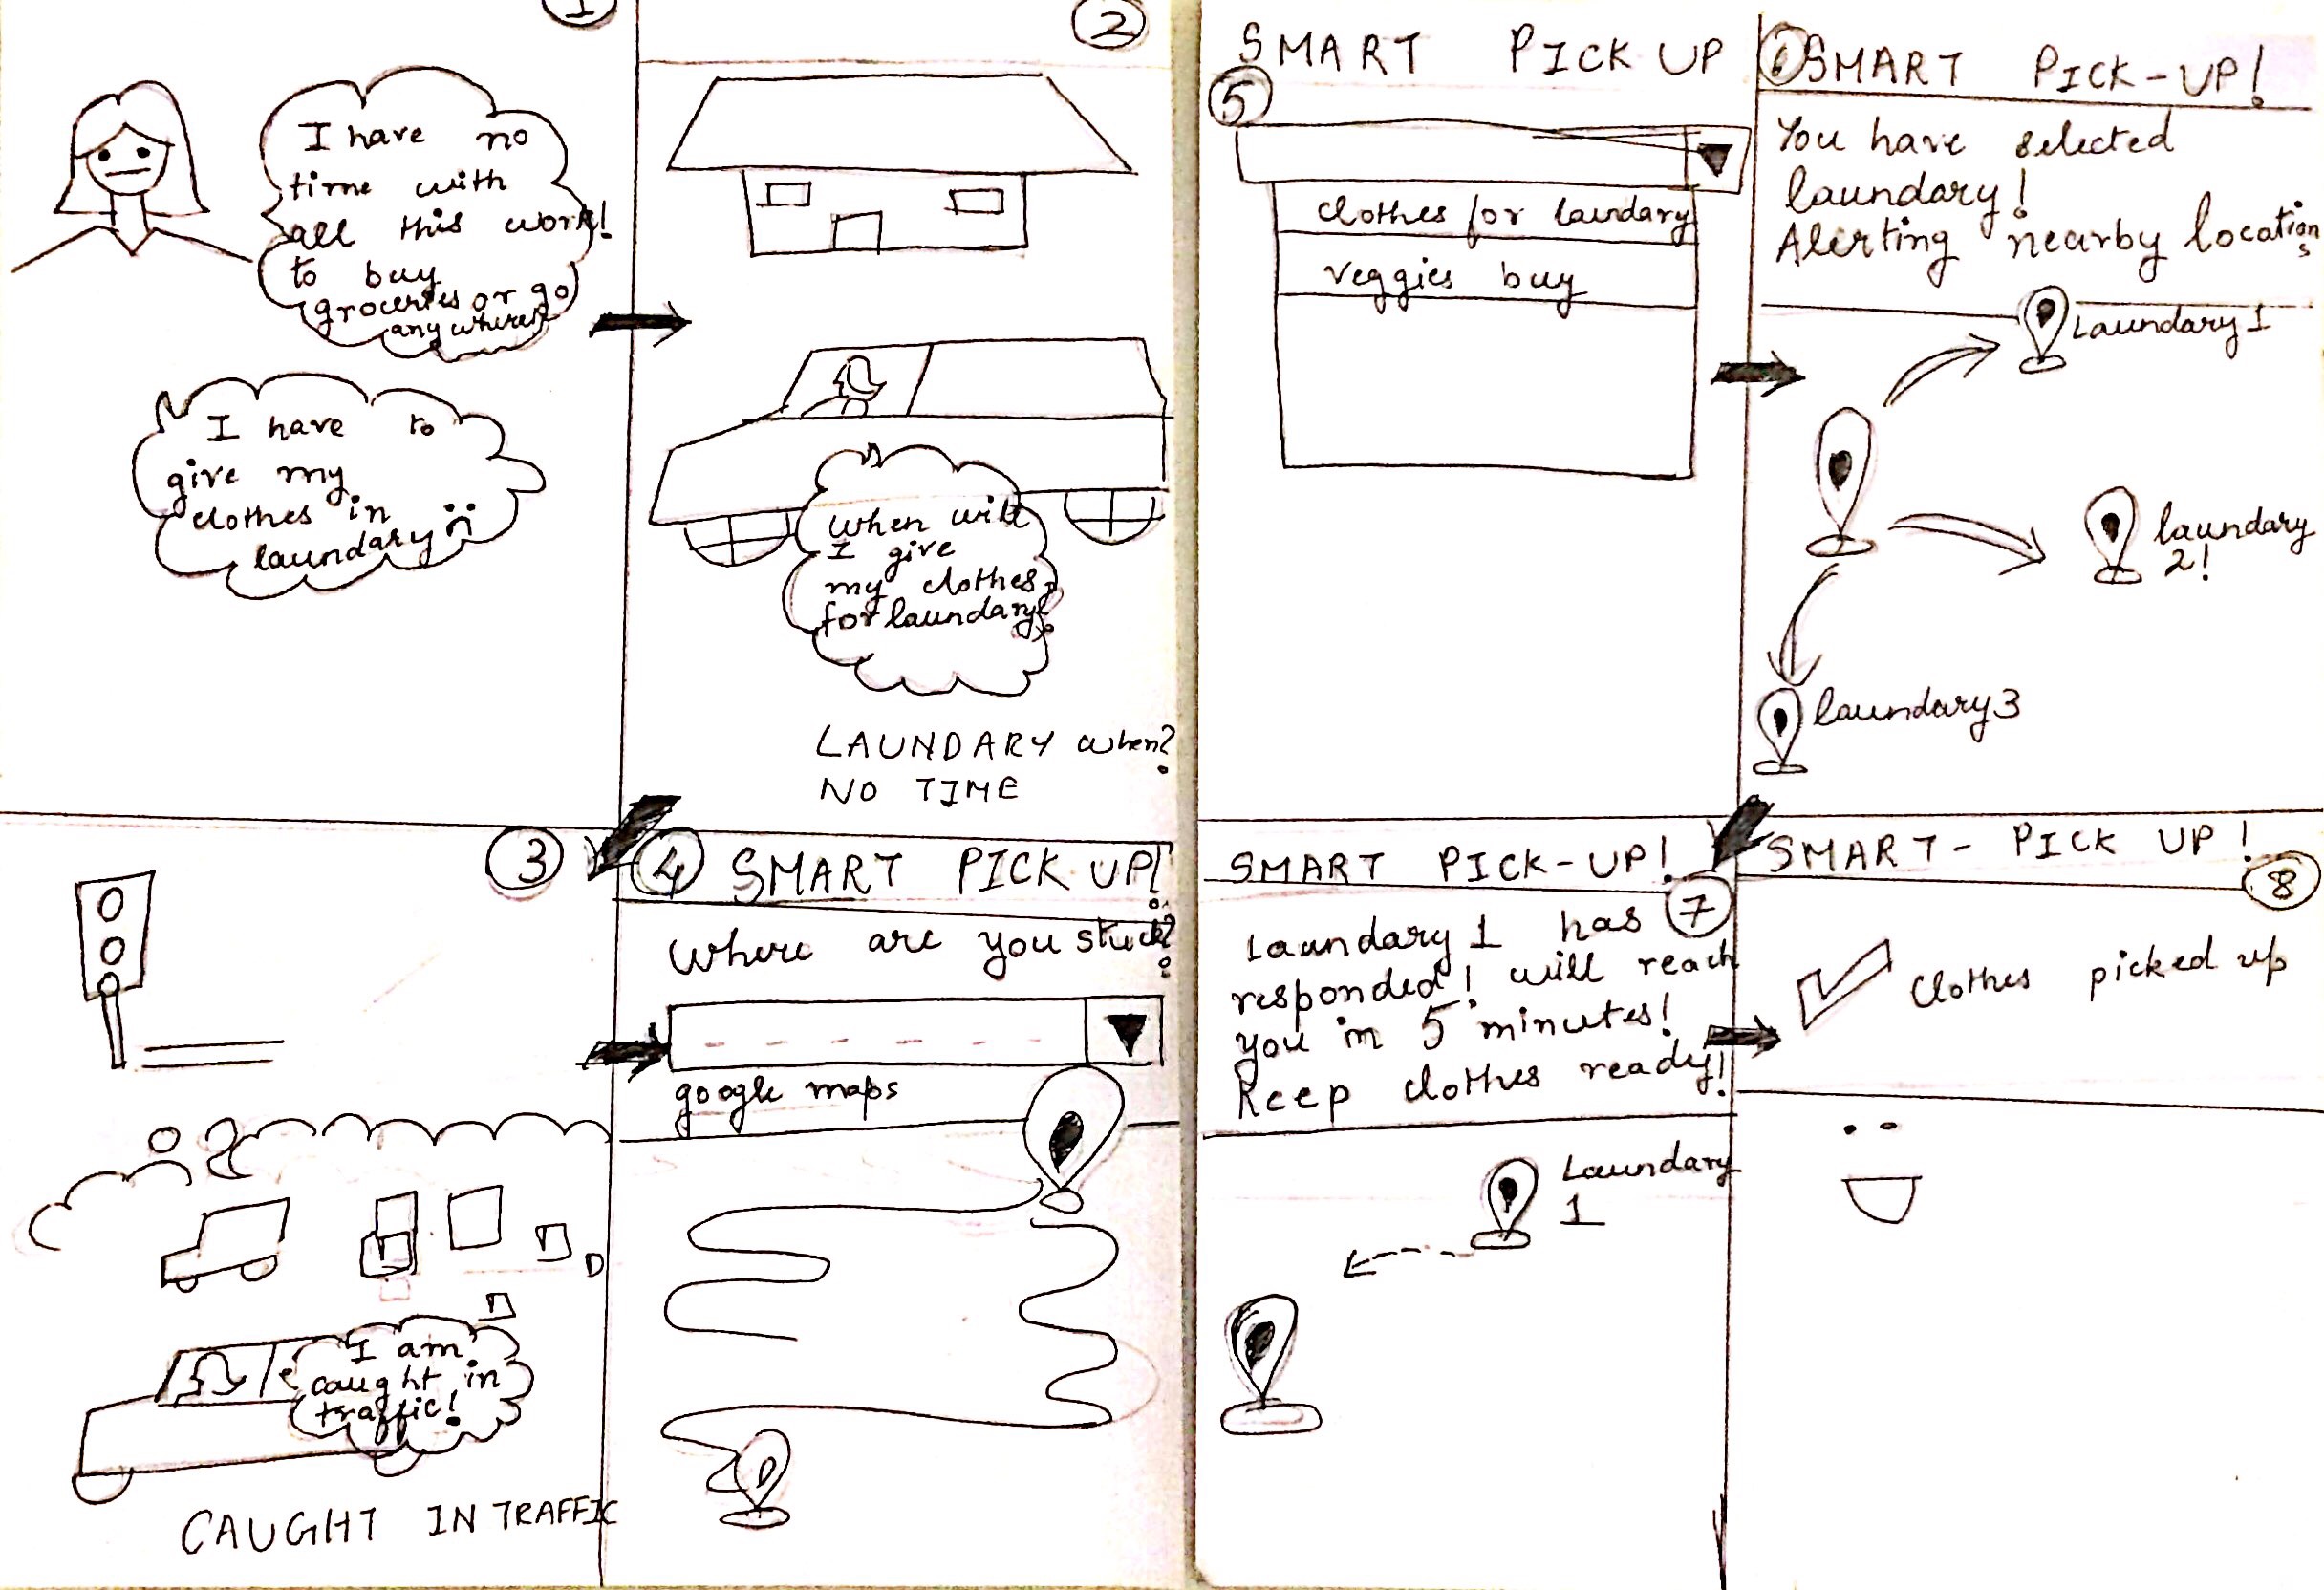 1
I have no
time with
all this work!
to buy
groceries or go
anywhere
I have to
give my
clothes in
laundary
2
When will
I give
my clothes
for laundary?
LAUNDARY when?
NO TIME
3
I am
caught in
traffic!
CAUGHT IN TRAFFIC
4 SMART PICK UP!
Where are you stuck?
google maps
SMART PICK UP
5
clothes for laundary
veggies buy
6 SMART PICK-UP!
You have selected
laundary!
Alerting nearby locations
Laundary 1
laundary
2!
laundary 3
SMART PICK-UP!
7
Laundary 1 has
responded! will reach
you in 5 minutes!
Keep clothes ready!
Laundary
1
SMART- PICK UP!
8
Clothes picked up